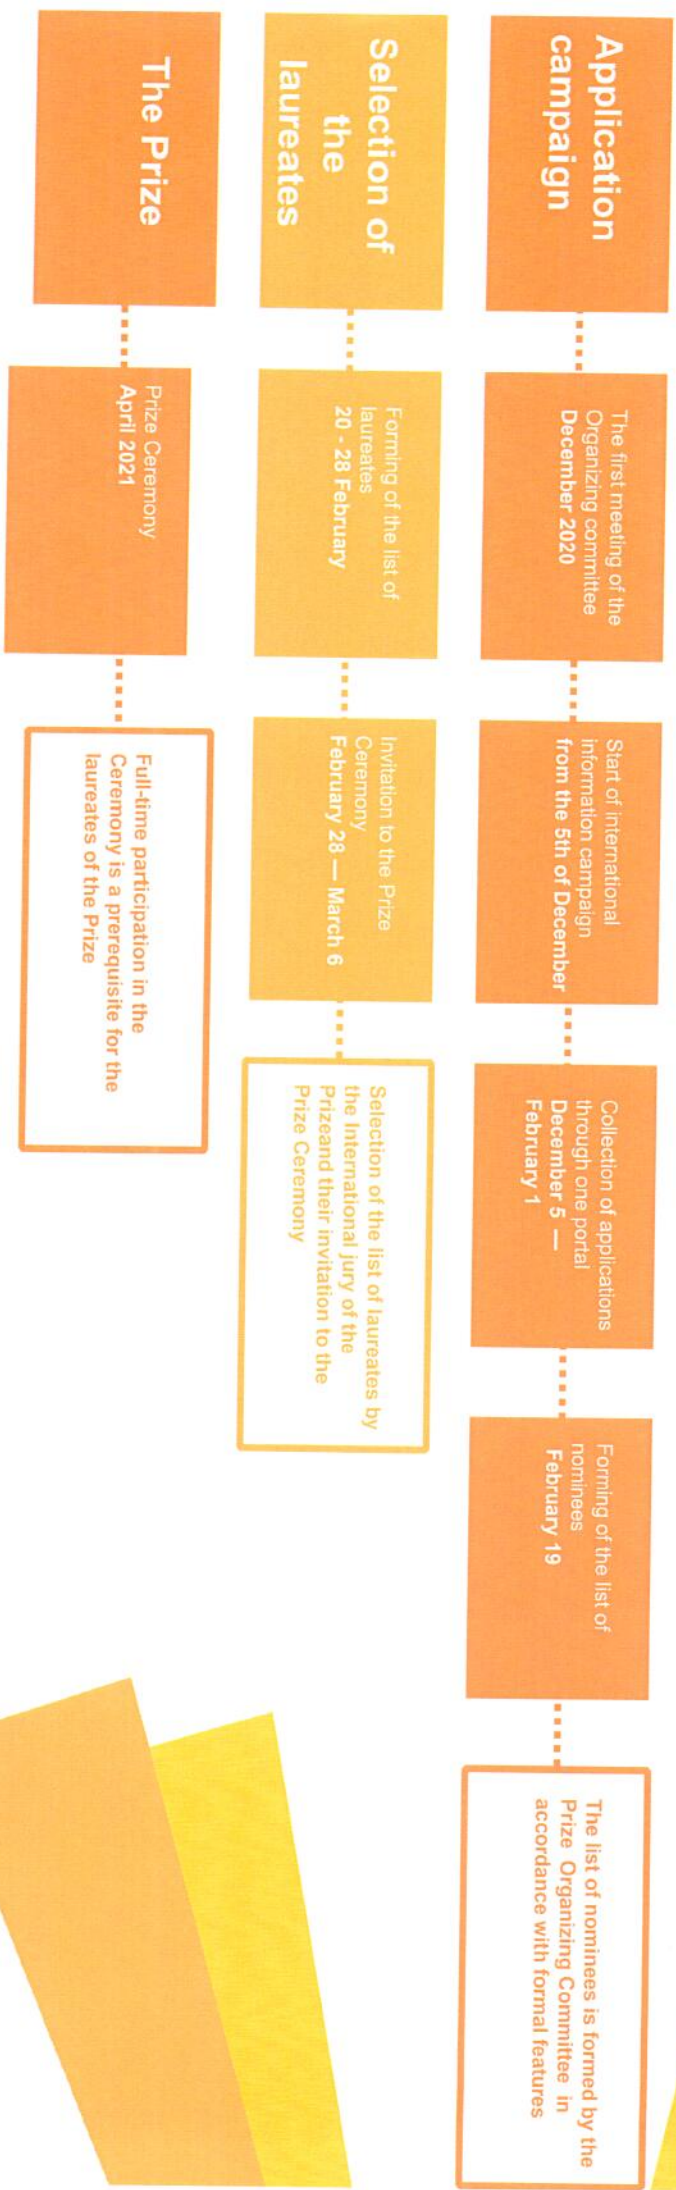 Application
campaign
The first meeting of the
Organizing committee
December 2020
Start of international
information campaign
from the 5th of December
Collection of applications
through one portal
December 5 —
February 1
Forming of the list of
nominees
February 19
The list of nominees is formed by the
Prize Organizing Committee in
accordance with formal features
Selection of
the
laureates
Forming of the list of
laureates
20 - 28 February
Invitation to the Prize
Ceremony
February 28 — March 6
Selection of the list of laureates by
the International jury of the
Prizeand their invitation to the
Prize Ceremony
The Prize
Prize Ceremony
April 2021
Full-time participation in the
Ceremony is a prerequisite for the
laureates of the Prize